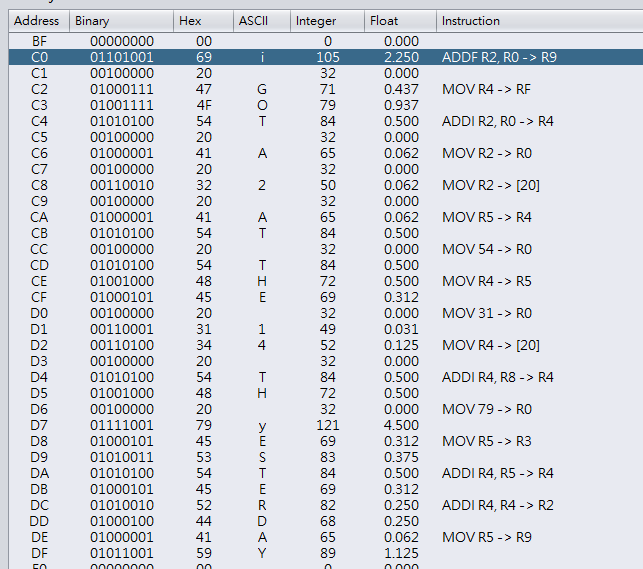 Address Binary Hex ASCII Integer Float Instruction
BF 00000000 00 0 0.000
C0 01101001 69 i 105 2.250 ADDF R2, R0 -> R9
C1 00100000 20 32 0.000
C2 01000111 47 G 71 0.437 MOV R4 -> RF
C3 01001111 4F O 79 0.937
C4 01010100 54 T 84 0.500 ADDI R2, R0 -> R4
C5 00100000 20 32 0.000
C6 01000001 41 A 65 0.062 MOV R2 -> R0
C7 00100000 20 32 0.000
C8 00110010 32 2 50 0.062 MOV R2 -> [20]
C9 00100000 20 32 0.000
CA 01000001 41 A 65 0.062 MOV R5 -> R4
CB 01010100 54 T 84 0.500
CC 00100000 20 32 0.000 MOV 54 -> R0
CD 01010100 54 T 84 0.500
CE 01001000 48 H 72 0.500 MOV R4 -> R5
CF 01000101 45 E 69 0.312
D0 00100000 20 32 0.000 MOV 31 -> R0
D1 00110001 31 1 49 0.031
D2 00110100 34 4 52 0.125 MOV R4 -> [20]
D3 00100000 20 32 0.000
D4 01010100 54 T 84 0.500 ADDI R4, R8 -> R4
D5 01001000 48 H 72 0.500
D6 00100000 20 32 0.000 MOV 79 -> R0
D7 01111001 79 y 121 4.500
D8 01000101 45 E 69 0.312 MOV R5 -> R3
D9 01010011 53 S 83 0.375
DA 01010100 54 T 84 0.500 ADDI R4, R5 -> R4
DB 01000101 45 E 69 0.312
DC 01010010 52 R 82 0.250 ADDI R4, R4 -> R2
DD 01000100 44 D 68 0.250
DE 01000001 41 A 65 0.062 MOV R5 -> R9
DF 01011001 59 Y 89 1.125